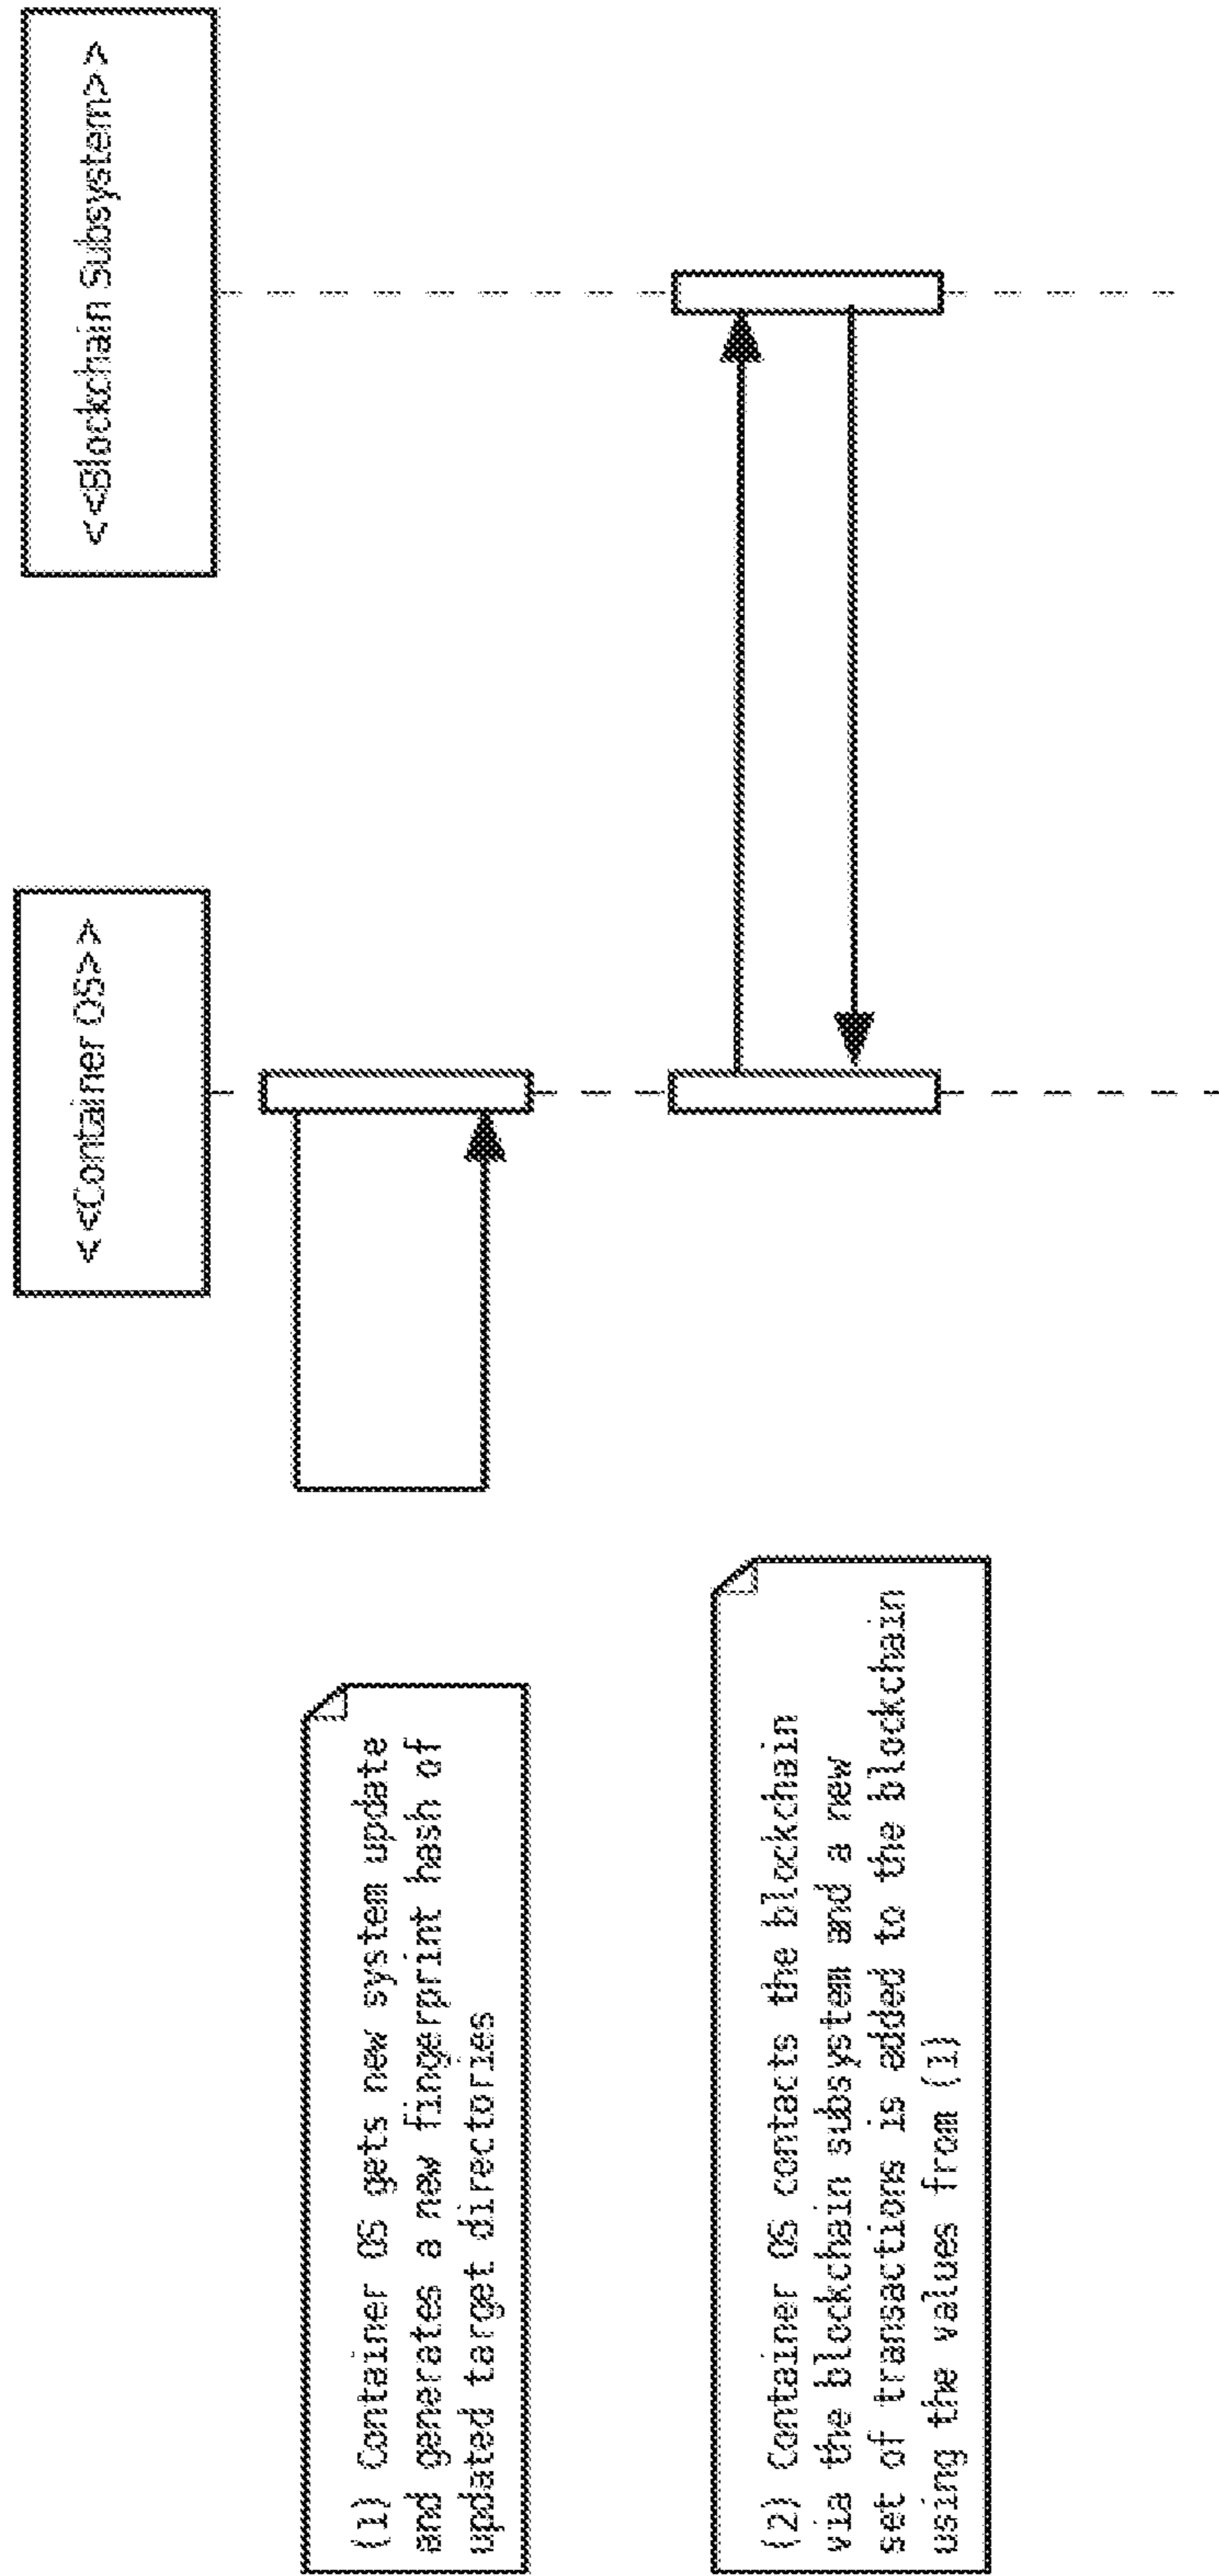 <<Container OS>>
<<Blockchain Subsystem>>
(1) Container OS gets new system update
and generates a new fingerprint hash of
updated target directories
(2) Container OS contacts the blockchain
via the blockchain subsystem and a new
set of transactions is added to the blockchain
using the values from (1)